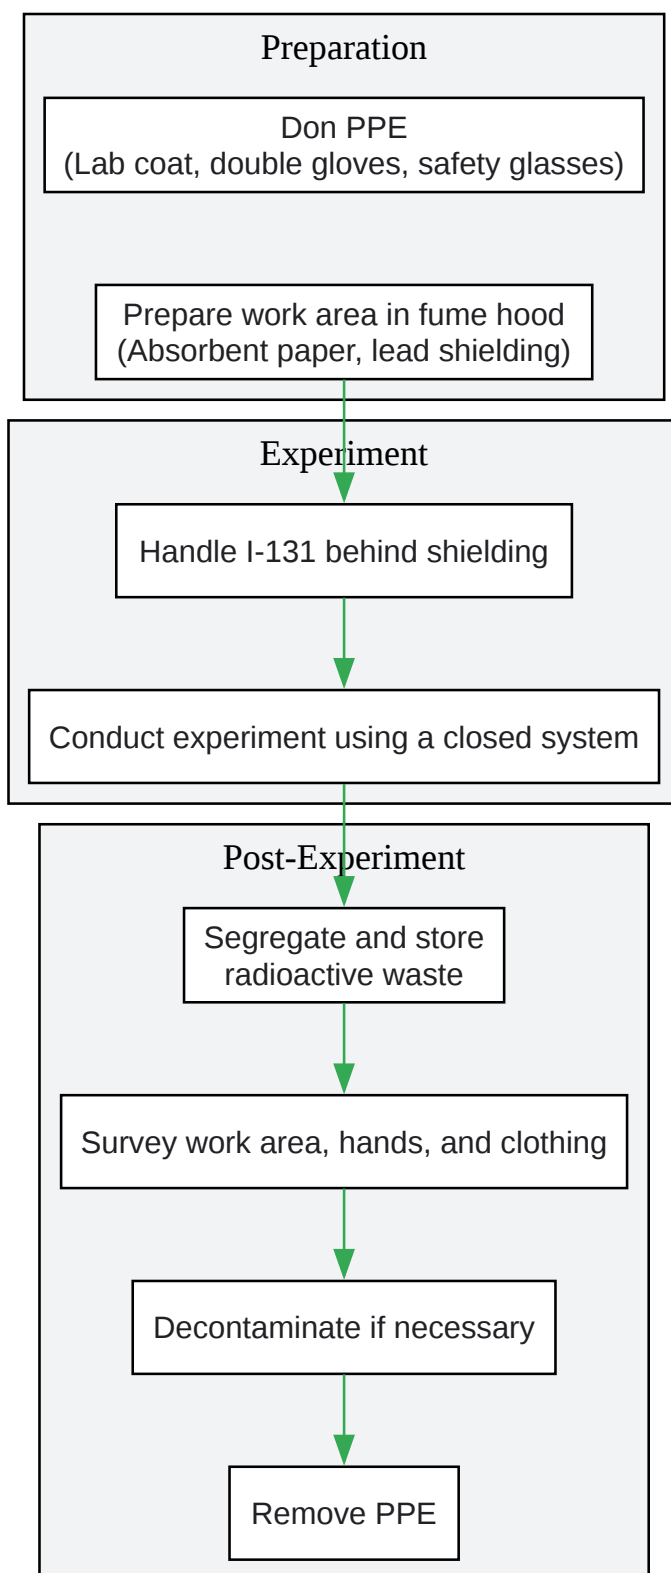 Preparation
Don PPE
(Lab coat, double gloves, safety glasses)
Prepare work area in fume hood
(Absorbent paper, lead shielding)
Experiment
Handle I-131 behind shielding
Conduct experiment using a closed system
Post-Experiment
Segregate and store
radioactive waste
Survey work area, hands, and clothing
Decontaminate if necessary
Remove PPE